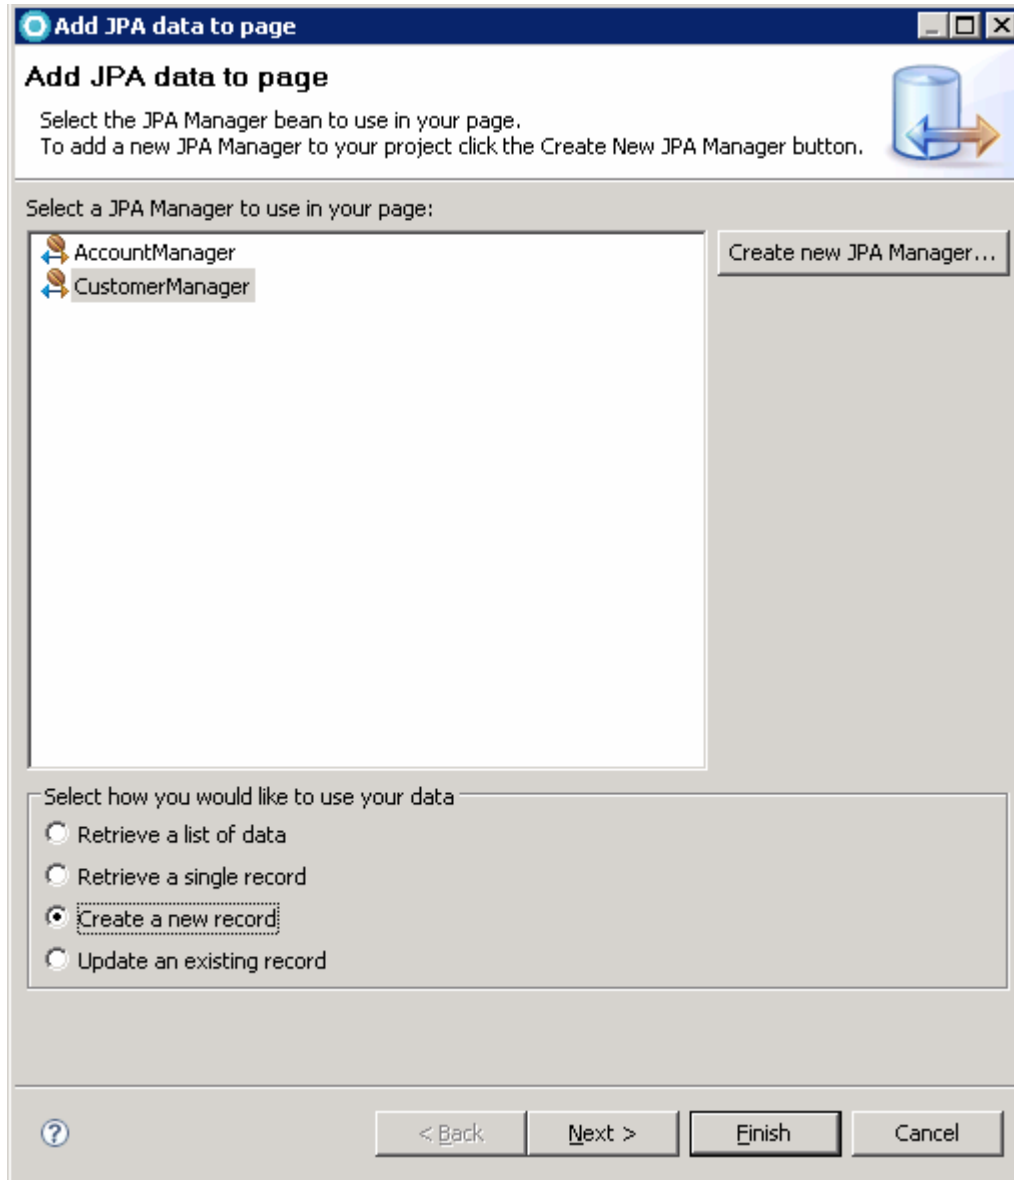 Add JPA data to page
Add JPA data to page
Select the JPA Manager bean to use in your page.
To add a new JPA Manager to your project click the Create New JPA Manager button.
Select a JPA Manager to use in your page:
AccountManager
Create new JPA Manager...
CustomerManager
Select how you would like to use your data
Retrieve a list of data
Retrieve a single record
Create a new record
Update an existing record
?
< Back
Next >
Finish
Cancel